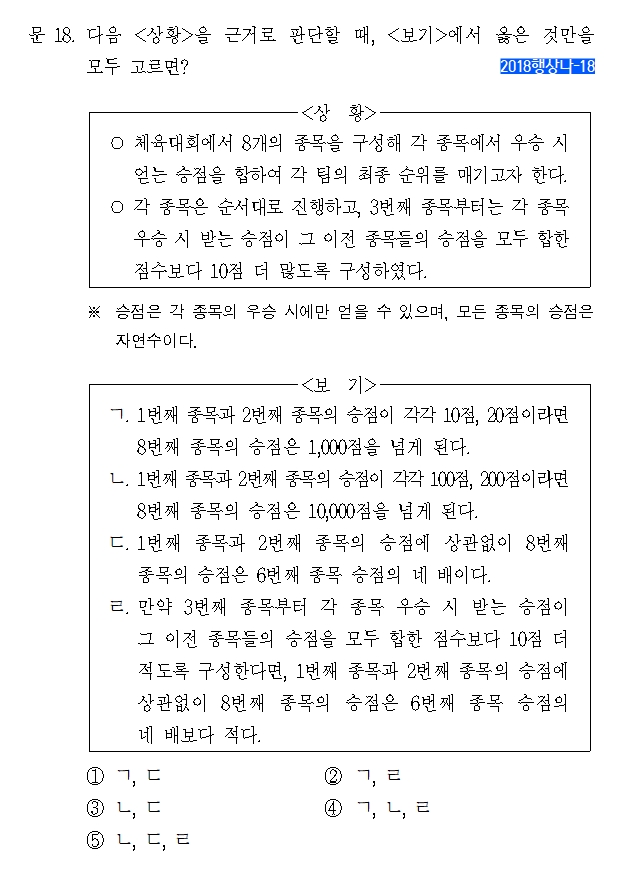 문 18. 다음 <상황>을 근거로 판단할 때, <보기>에서 옳은 것만을
모두 고르면?
2018행상나-18
<상 황>
○ 체육대회에서 8개의 종목을 구성해 각 종목에서 우승 시
얻는 승점을 합하여 각 팀의 최종 순위를 매기고자 한다.
○ 각 종목은 순서대로 진행하고, 3번째 종목부터는 각 종목
우승 시 받는 승점이 그 이전 종목들의 승점을 모두 합한
점수보다 10점 더 많도록 구성하였다.
※ 승점은 각 종목의 우승 시에만 얻을 수 있으며, 모든 종목의 승점은
자연수이다.
<보 기>
ㄱ. 1번째 종목과 2번째 종목의 승점이 각각 10점, 20점이라면
8번째 종목의 승점은 1,000점을 넘게 된다.
ㄴ. 1번째 종목과 2번째 종목의 승점이 각각 100점, 200점이라면
8번째 종목의 승점은 10,000점을 넘게 된다.
ㄷ. 1번째 종목과 2번째 종목의 승점에 상관없이 8번째
종목의 승점은 6번째 종목 승점의 네 배이다.
ㄹ. 만약 3번째 종목부터 각 종목 우승 시 받는 승점이
그 이전 종목들의 승점을 모두 합한 점수보다 10점 더
적도록 구성한다면, 1번째 종목과 2번째 종목의 승점에
상관없이 8번째 종목의 승점은 6번째 종목 승점의
네 배보다 적다.
① ㄱ, ㄷ ② ㄱ, ㄹ
③ ㄴ, ㄷ ④ ㄱ, ㄴ, ㄹ
⑤ ㄴ, ㄷ, ㄹ